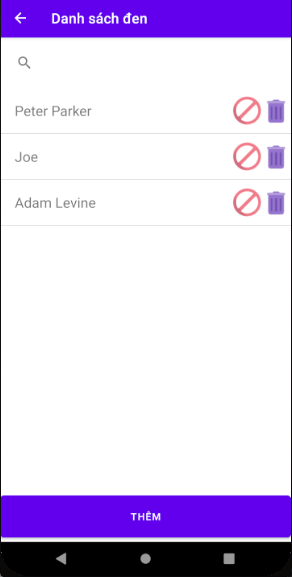 Danh sách đen
Peter Parker
Joe
Adam Levine
THÊM